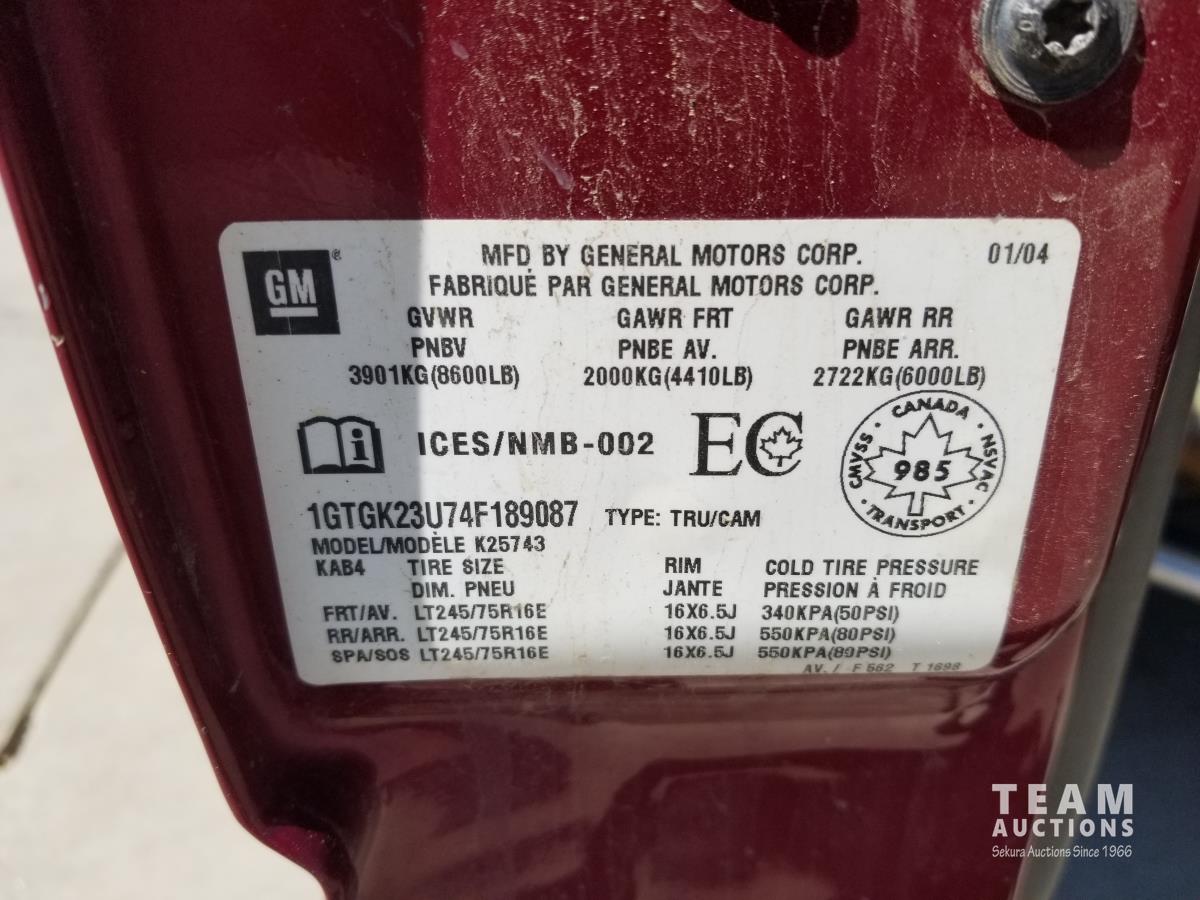 GM ®
MFD BY GENERAL MOTORS CORP. 01/04
FABRIQUÉ PAR GENERAL MOTORS CORP.
GVWR GAWR FRT GAWR RR
PNBV PNBE AV. PNBE ARR.
3901KG(8600LB) 2000KG(4410LB) 2722KG(6000LB)
i ICES/NMB-002 EC
CANADA
CMVSS 985 NSVAC
TRANSPORT
1GTGK23U74F189087 TYPE: TRU/CAM
MODEL/MODÈLE K25743
KAB4 TIRE SIZE RIM COLD TIRE PRESSURE
DIM. PNEU JANTE PRESSION À FROID
FRT/AV. LT245/75R16E 16X6.5J 340KPA(50PSI)
RR/ARR. LT245/75R16E 16X6.5J 550KPA(80PSI)
SPA/SOS LT245/75R16E 16X6.5J 550KPA(80PSI)
AV. / F 562 T 1698
TEAM
AUCTIONS
Sekura Auctions Since 1966